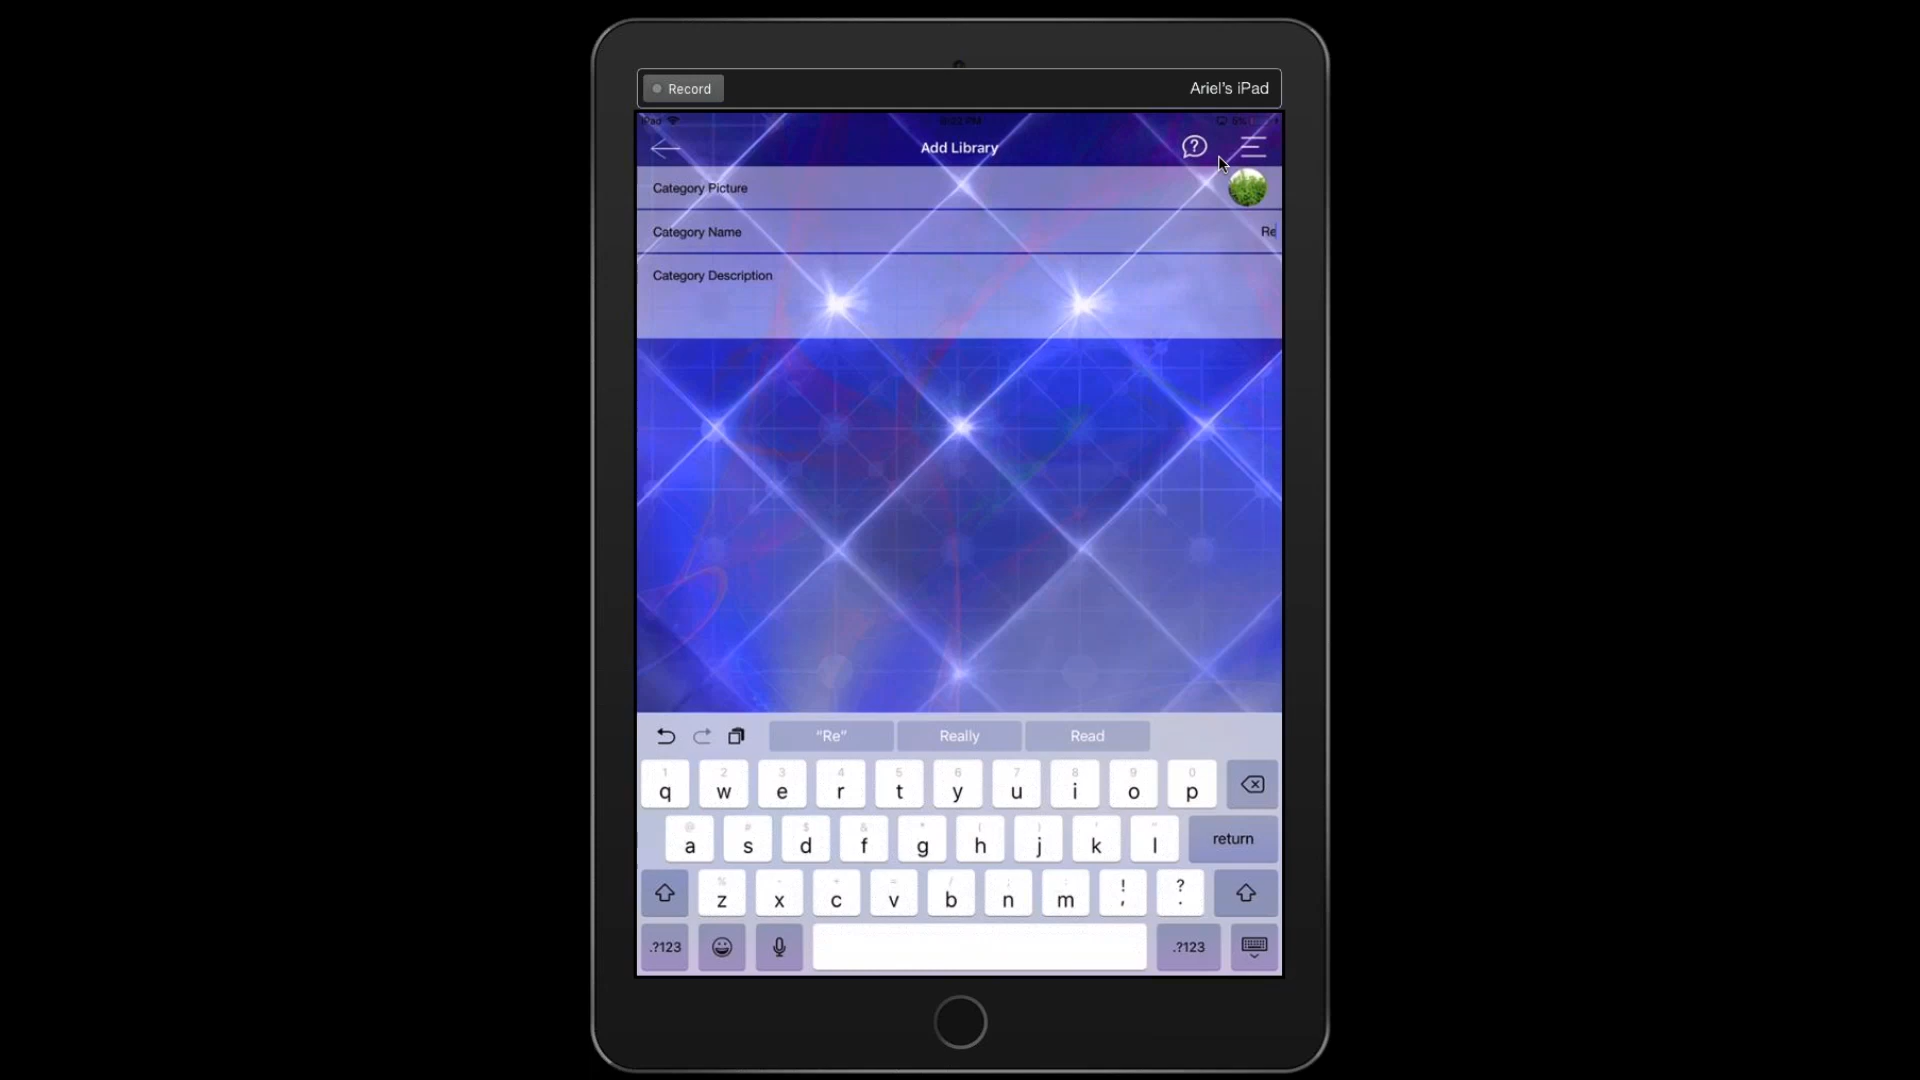 Record
Ariel's iPad
iPad
Add Library
Category Picture
Category Name
Re
Category Description
"Re"
Really
Read
1 2 3 4 5 6 7 8 9 0
q w e r t y u i o p
@ # $ & * ( ) ' "
a s d f g h j k l
return
% - + = / ; :
z x c v b n m ! , ? .
.?123
.?123